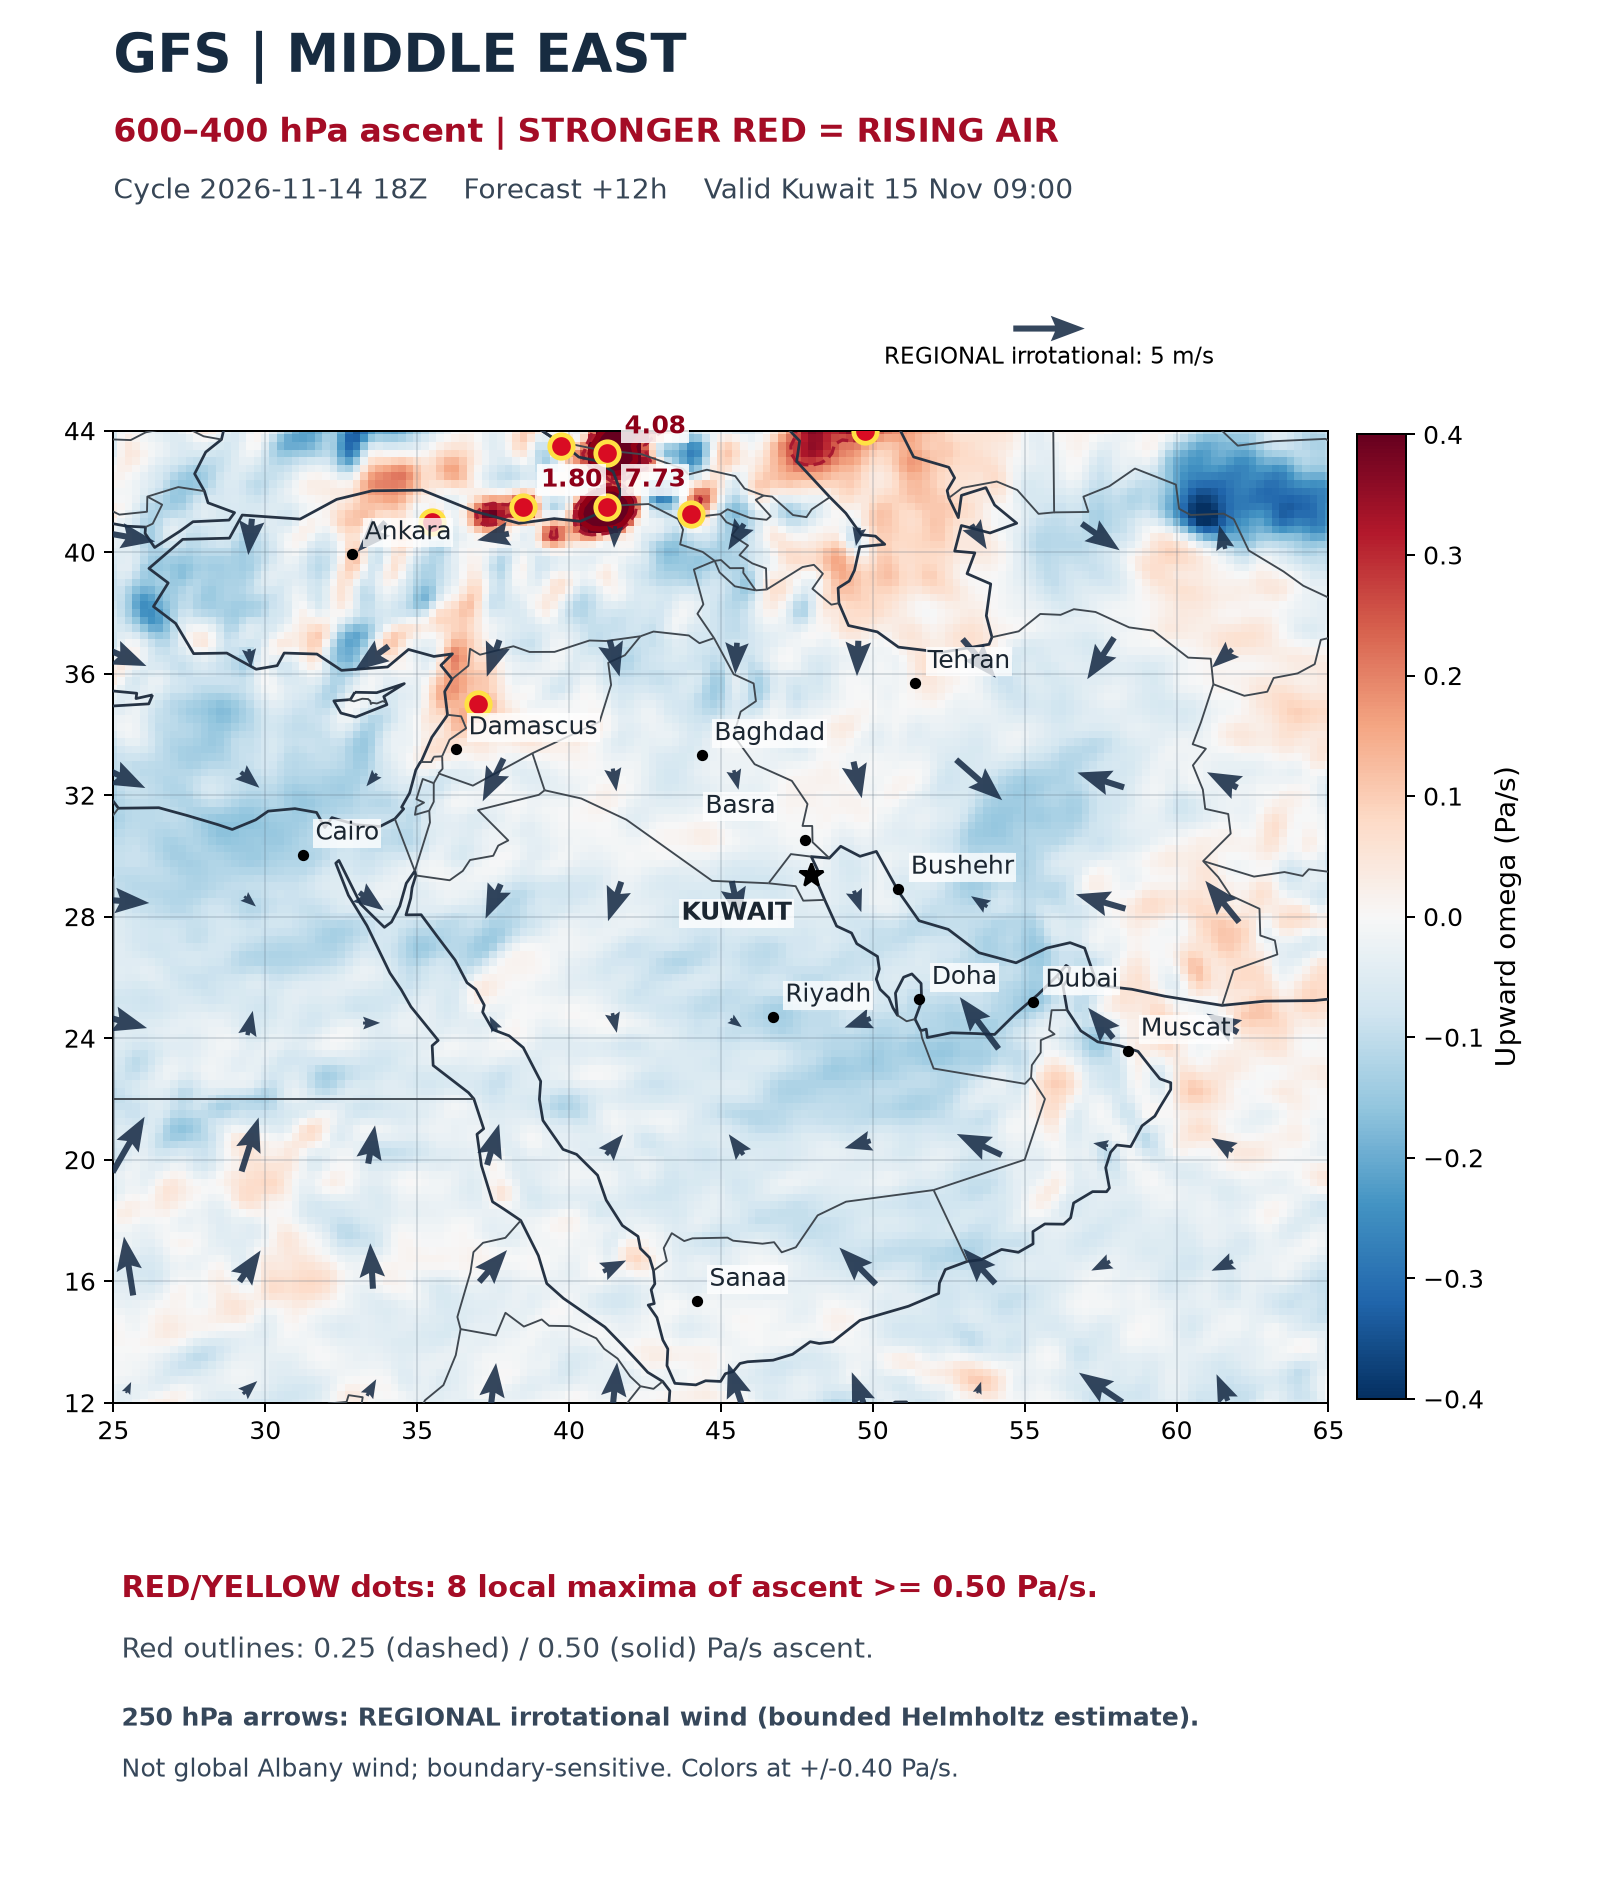 GFS | MIDDLE EAST
600–400 hPa ascent | STRONGER RED = RISING AIR
Cycle 2026-11-14 18Z    Forecast +12h    Valid Kuwait 15 Nov 09:00
REGIONAL irrotational: 5 m/s
4.08
1.80
7.73
Ankara
Tehran
Damascus
Baghdad
Basra
Cairo
Bushehr
KUWAIT
Doha
Dubai
Riyadh
Muscat
Sanaa
44
40
36
32
28
24
20
16
12
25
30
35
40
45
50
55
60
65
0.4
0.3
0.2
0.1
0.0
−0.1
−0.2
−0.3
−0.4
Upward omega (Pa/s)
RED/YELLOW dots: 8 local maxima of ascent >= 0.50 Pa/s.
Red outlines: 0.25 (dashed) / 0.50 (solid) Pa/s ascent.
250 hPa arrows: REGIONAL irrotational wind (bounded Helmholtz estimate).
Not global Albany wind; boundary-sensitive. Colors at +/-0.40 Pa/s.